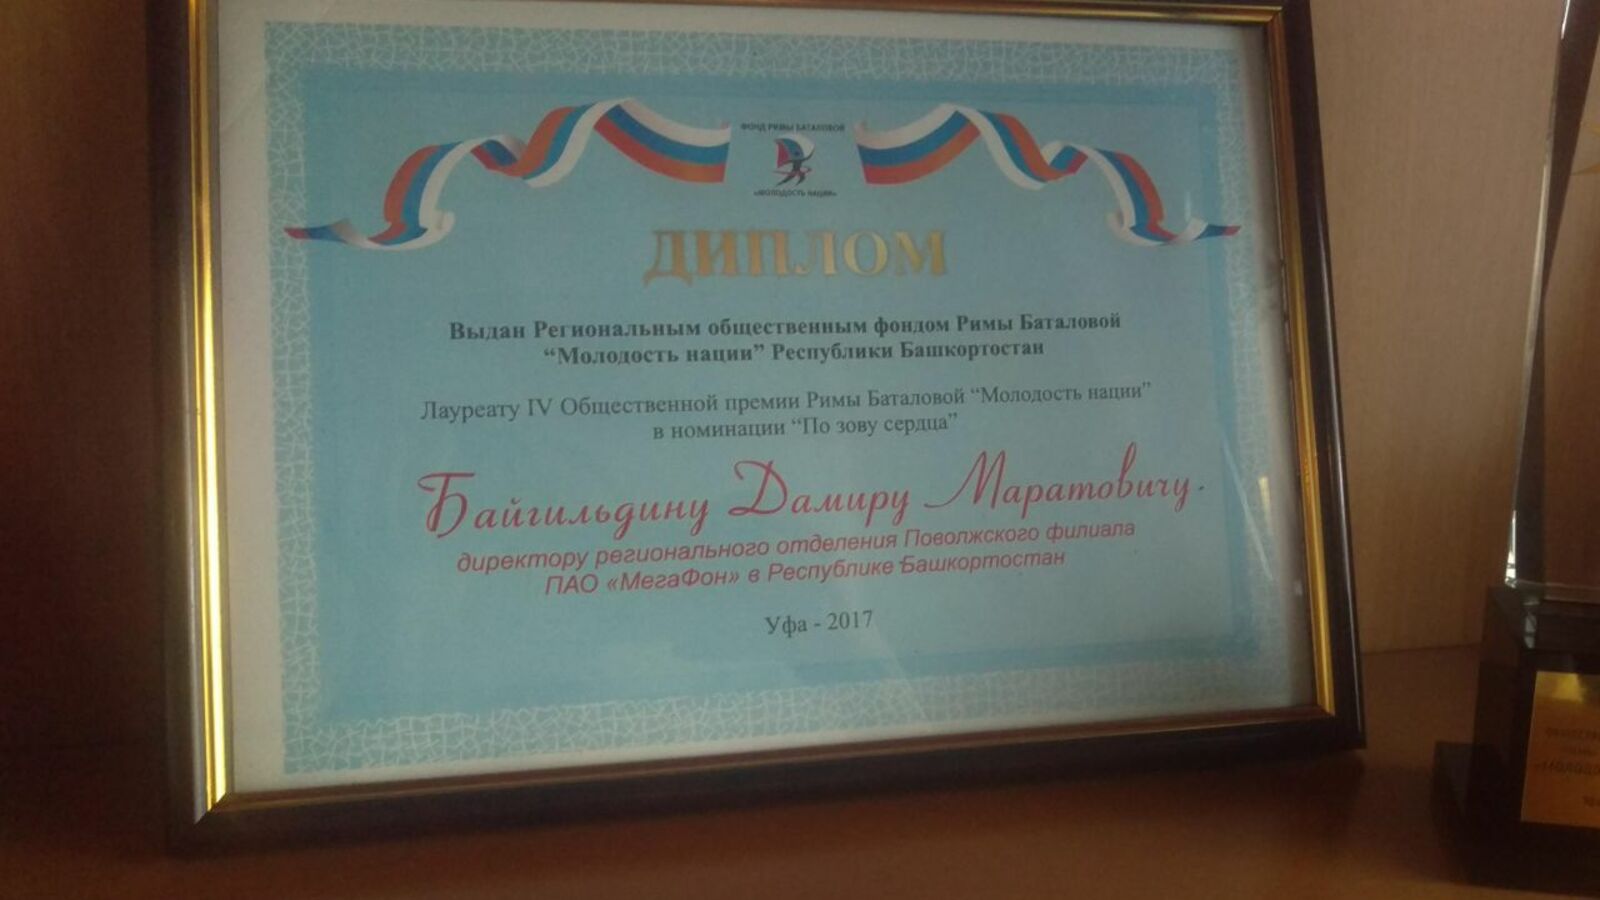 ФОНД РИМЫ БАТАЛОВОЙ
«МОЛОДОСТЬ НАЦИИ»
ДИПЛОМ
Выдан Региональным общественным фондом Римы Баталовой
“Молодость нации” Республики Башкортостан
Лауреату IV Общественной премии Римы Баталовой “Молодость нации”
в номинации “По зову сердца”
Байгильдину Дамиру Маратовичу.
директору регионального отделения Поволжского филиала
ПАО «МегаФон» в Республике Башкортостан
Уфа - 2017